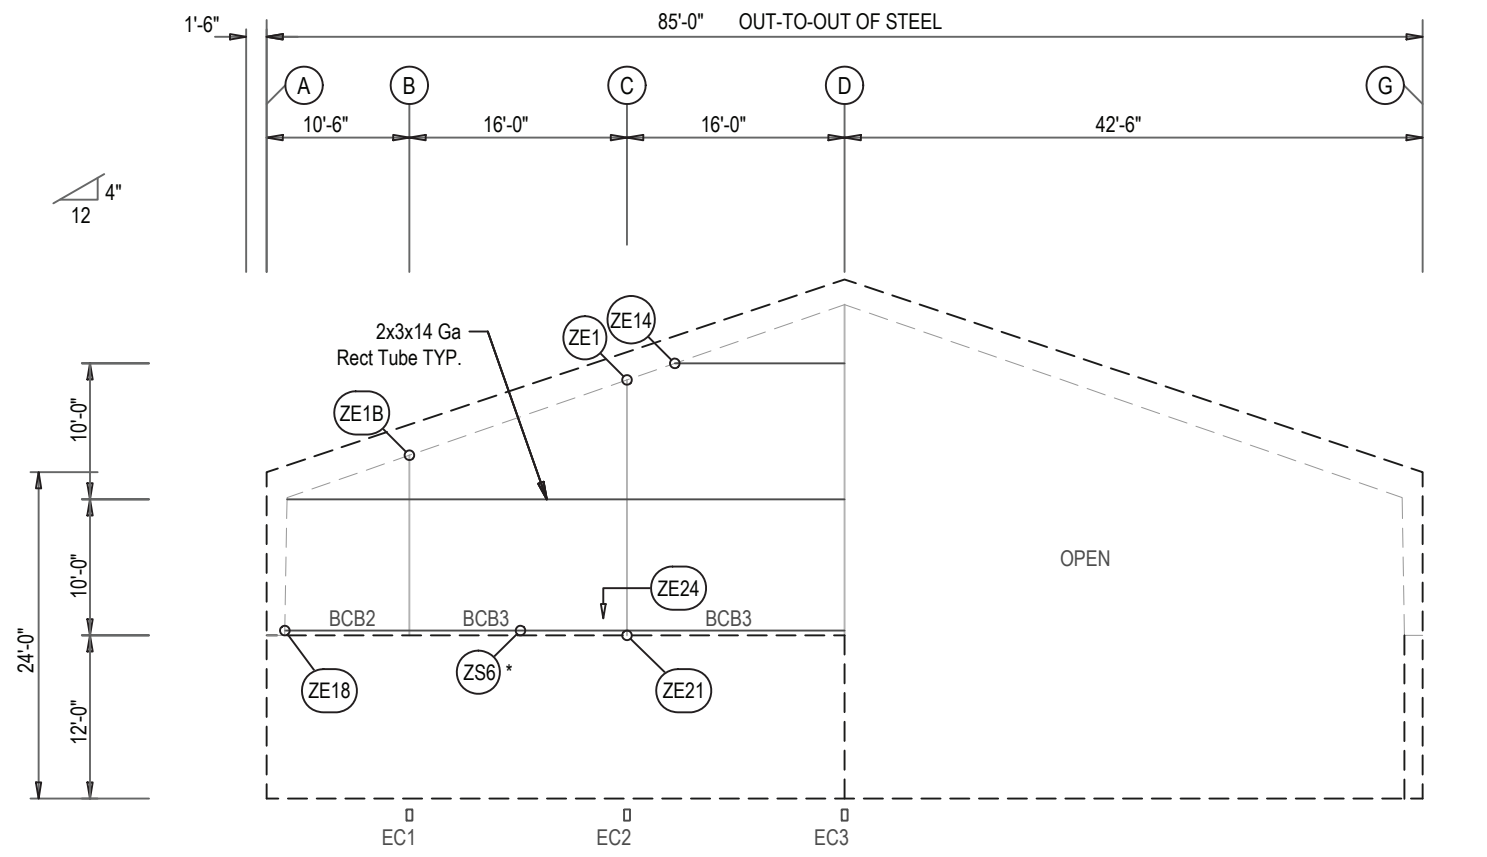 1'-6"
85'-0" OUT-TO-OUT OF STEEL
A
B
C
D
G
10'-6"
16'-0"
16'-0"
42'-6"
4"
12
2x3x14 Ga
Rect Tube TYP.
ZE1
ZE14
ZE1B
10'-0"
10'-0"
12'-0"
24'-0"
OPEN
ZE24
BCB2
BCB3
BCB3
ZE18
ZS6 *
ZE21
EC1
EC2
EC3